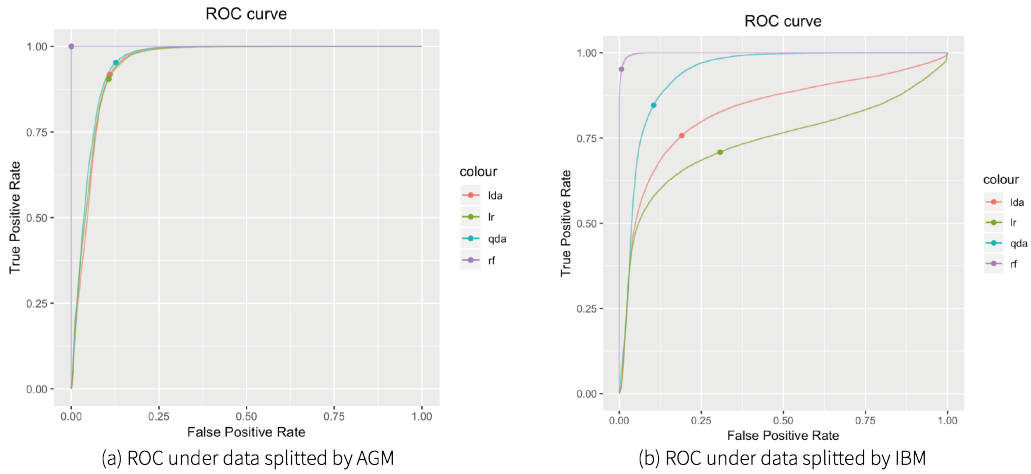 ROC curve
True Positive Rate
1.00
0.75
0.50
0.25
0.00
0.00 0.25 0.50 0.75 1.00
False Positive Rate
colour
lda
lr
qda
rf
(a) ROC under data splitted by AGM
ROC curve
True Positive Rate
1.00
0.75
0.50
0.25
0.00
0.00 0.25 0.50 0.75 1.00
False Positive Rate
colour
lda
lr
qda
rf
(b) ROC under data splitted by IBM